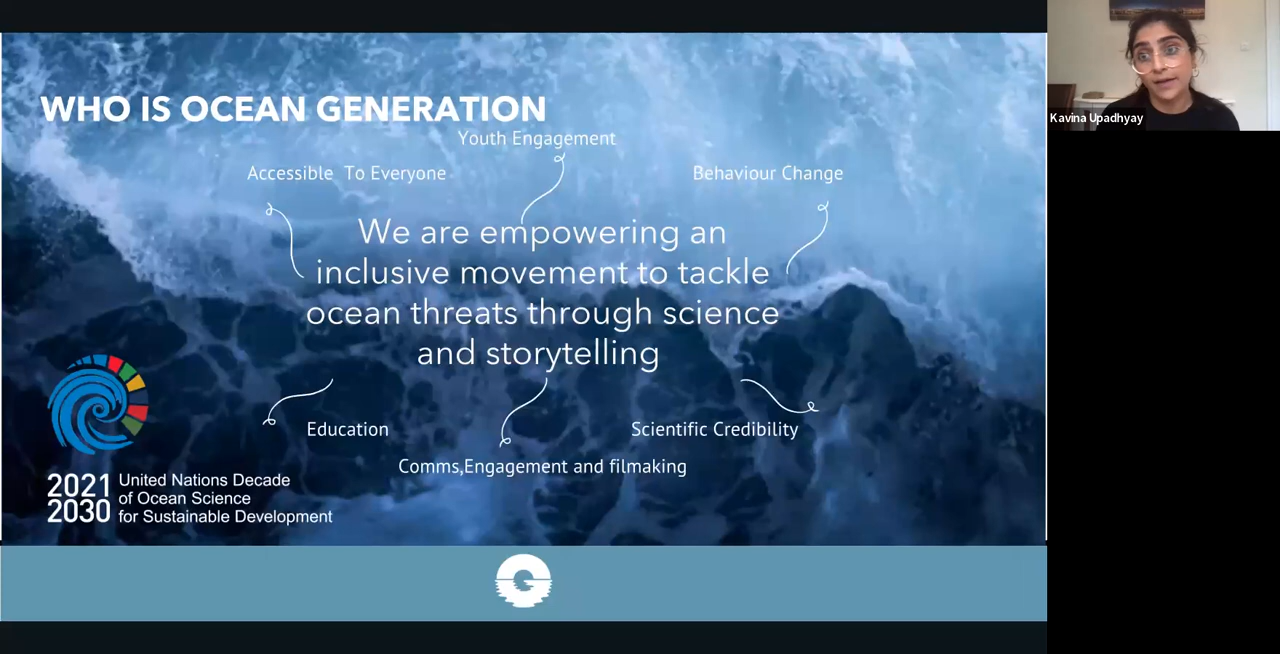 WHO IS OCEAN GENERATION
Youth Engagement
Accessible To Everyone
Behaviour Change
We are empowering an
inclusive movement to tackle
ocean threats through science
and storytelling
Education
Scientific Credibility
Comms,Engagement and filmaking
2021
2030
United Nations Decade
of Ocean Science
for Sustainable Development
Kavina Upadhyay